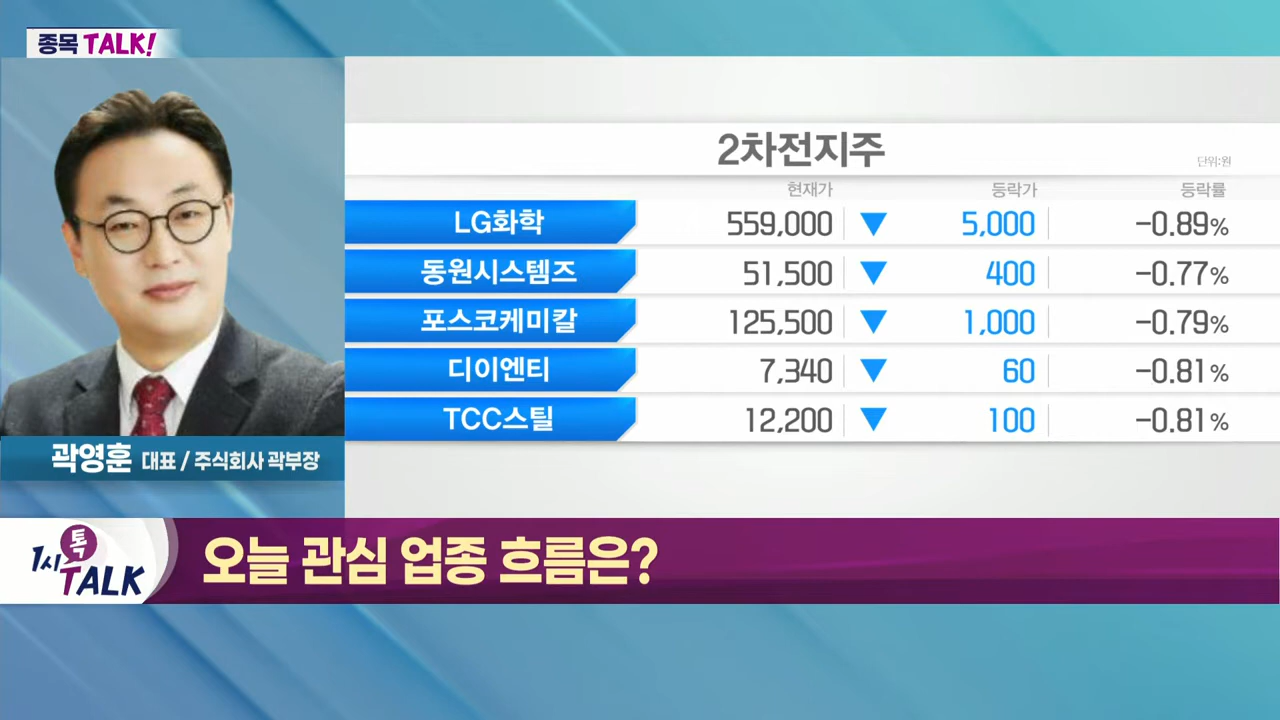 종목 TALK!
2차전지주
단위:원
현재가 등락가 등락률
LG화학 559,000 ▼ 5,000 -0.89%
동원시스템즈 51,500 ▼ 400 -0.77%
포스코케미칼 125,500 ▼ 1,000 -0.79%
디이엔티 7,340 ▼ 60 -0.81%
TCC스틸 12,200 ▼ 100 -0.81%
곽영훈 대표 / 주식회사 곽부장
1시 톡 TALK
오늘 관심 업종 흐름은?